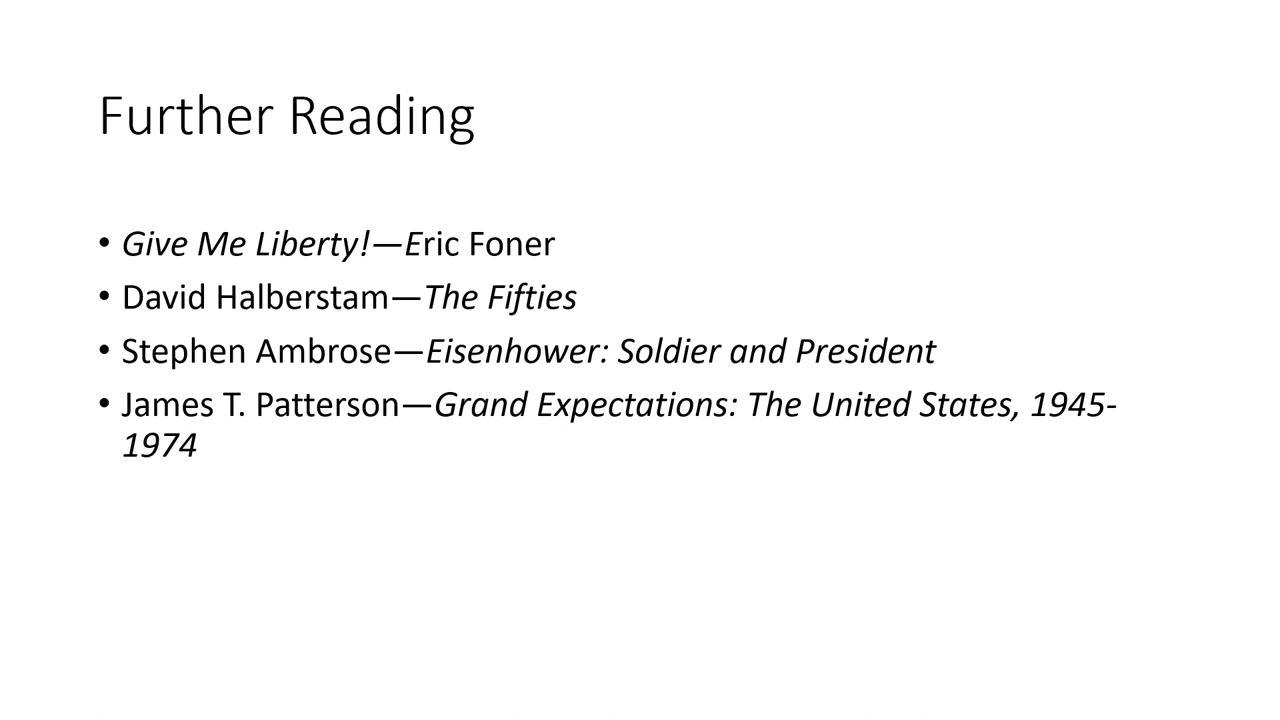 Further Reading
• Give Me Liberty!—Eric Foner
• David Halberstam—The Fifties
• Stephen Ambrose—Eisenhower: Soldier and President
• James T. Patterson—Grand Expectations: The United States, 1945-
1974